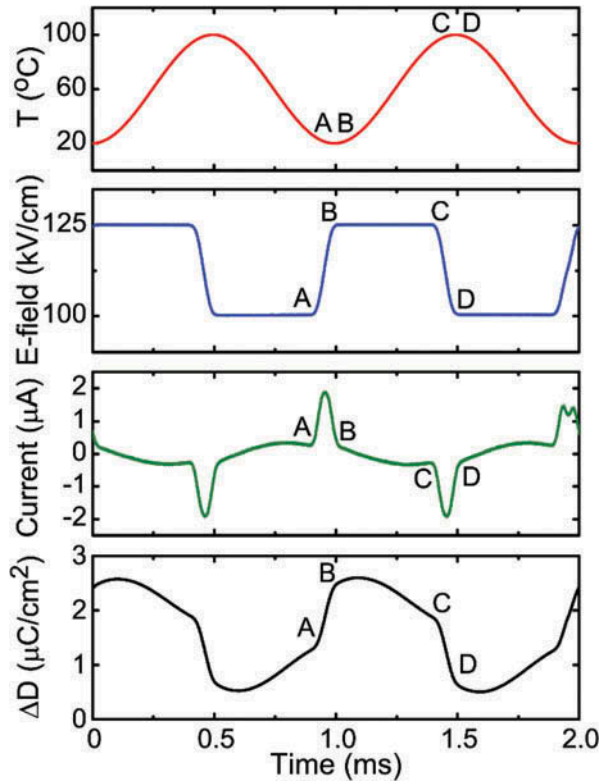 T (°C)
100
60
20
A B
C D
E-field (kV/cm)
125
100
A
B
C
D
Current (μA)
2
1
0
-1
-2
A
B
C
D
ΔD (μC/cm²)
3
2
1
0
A
B
C
D
0 0.5 1.0 1.5 2.0
Time (ms)